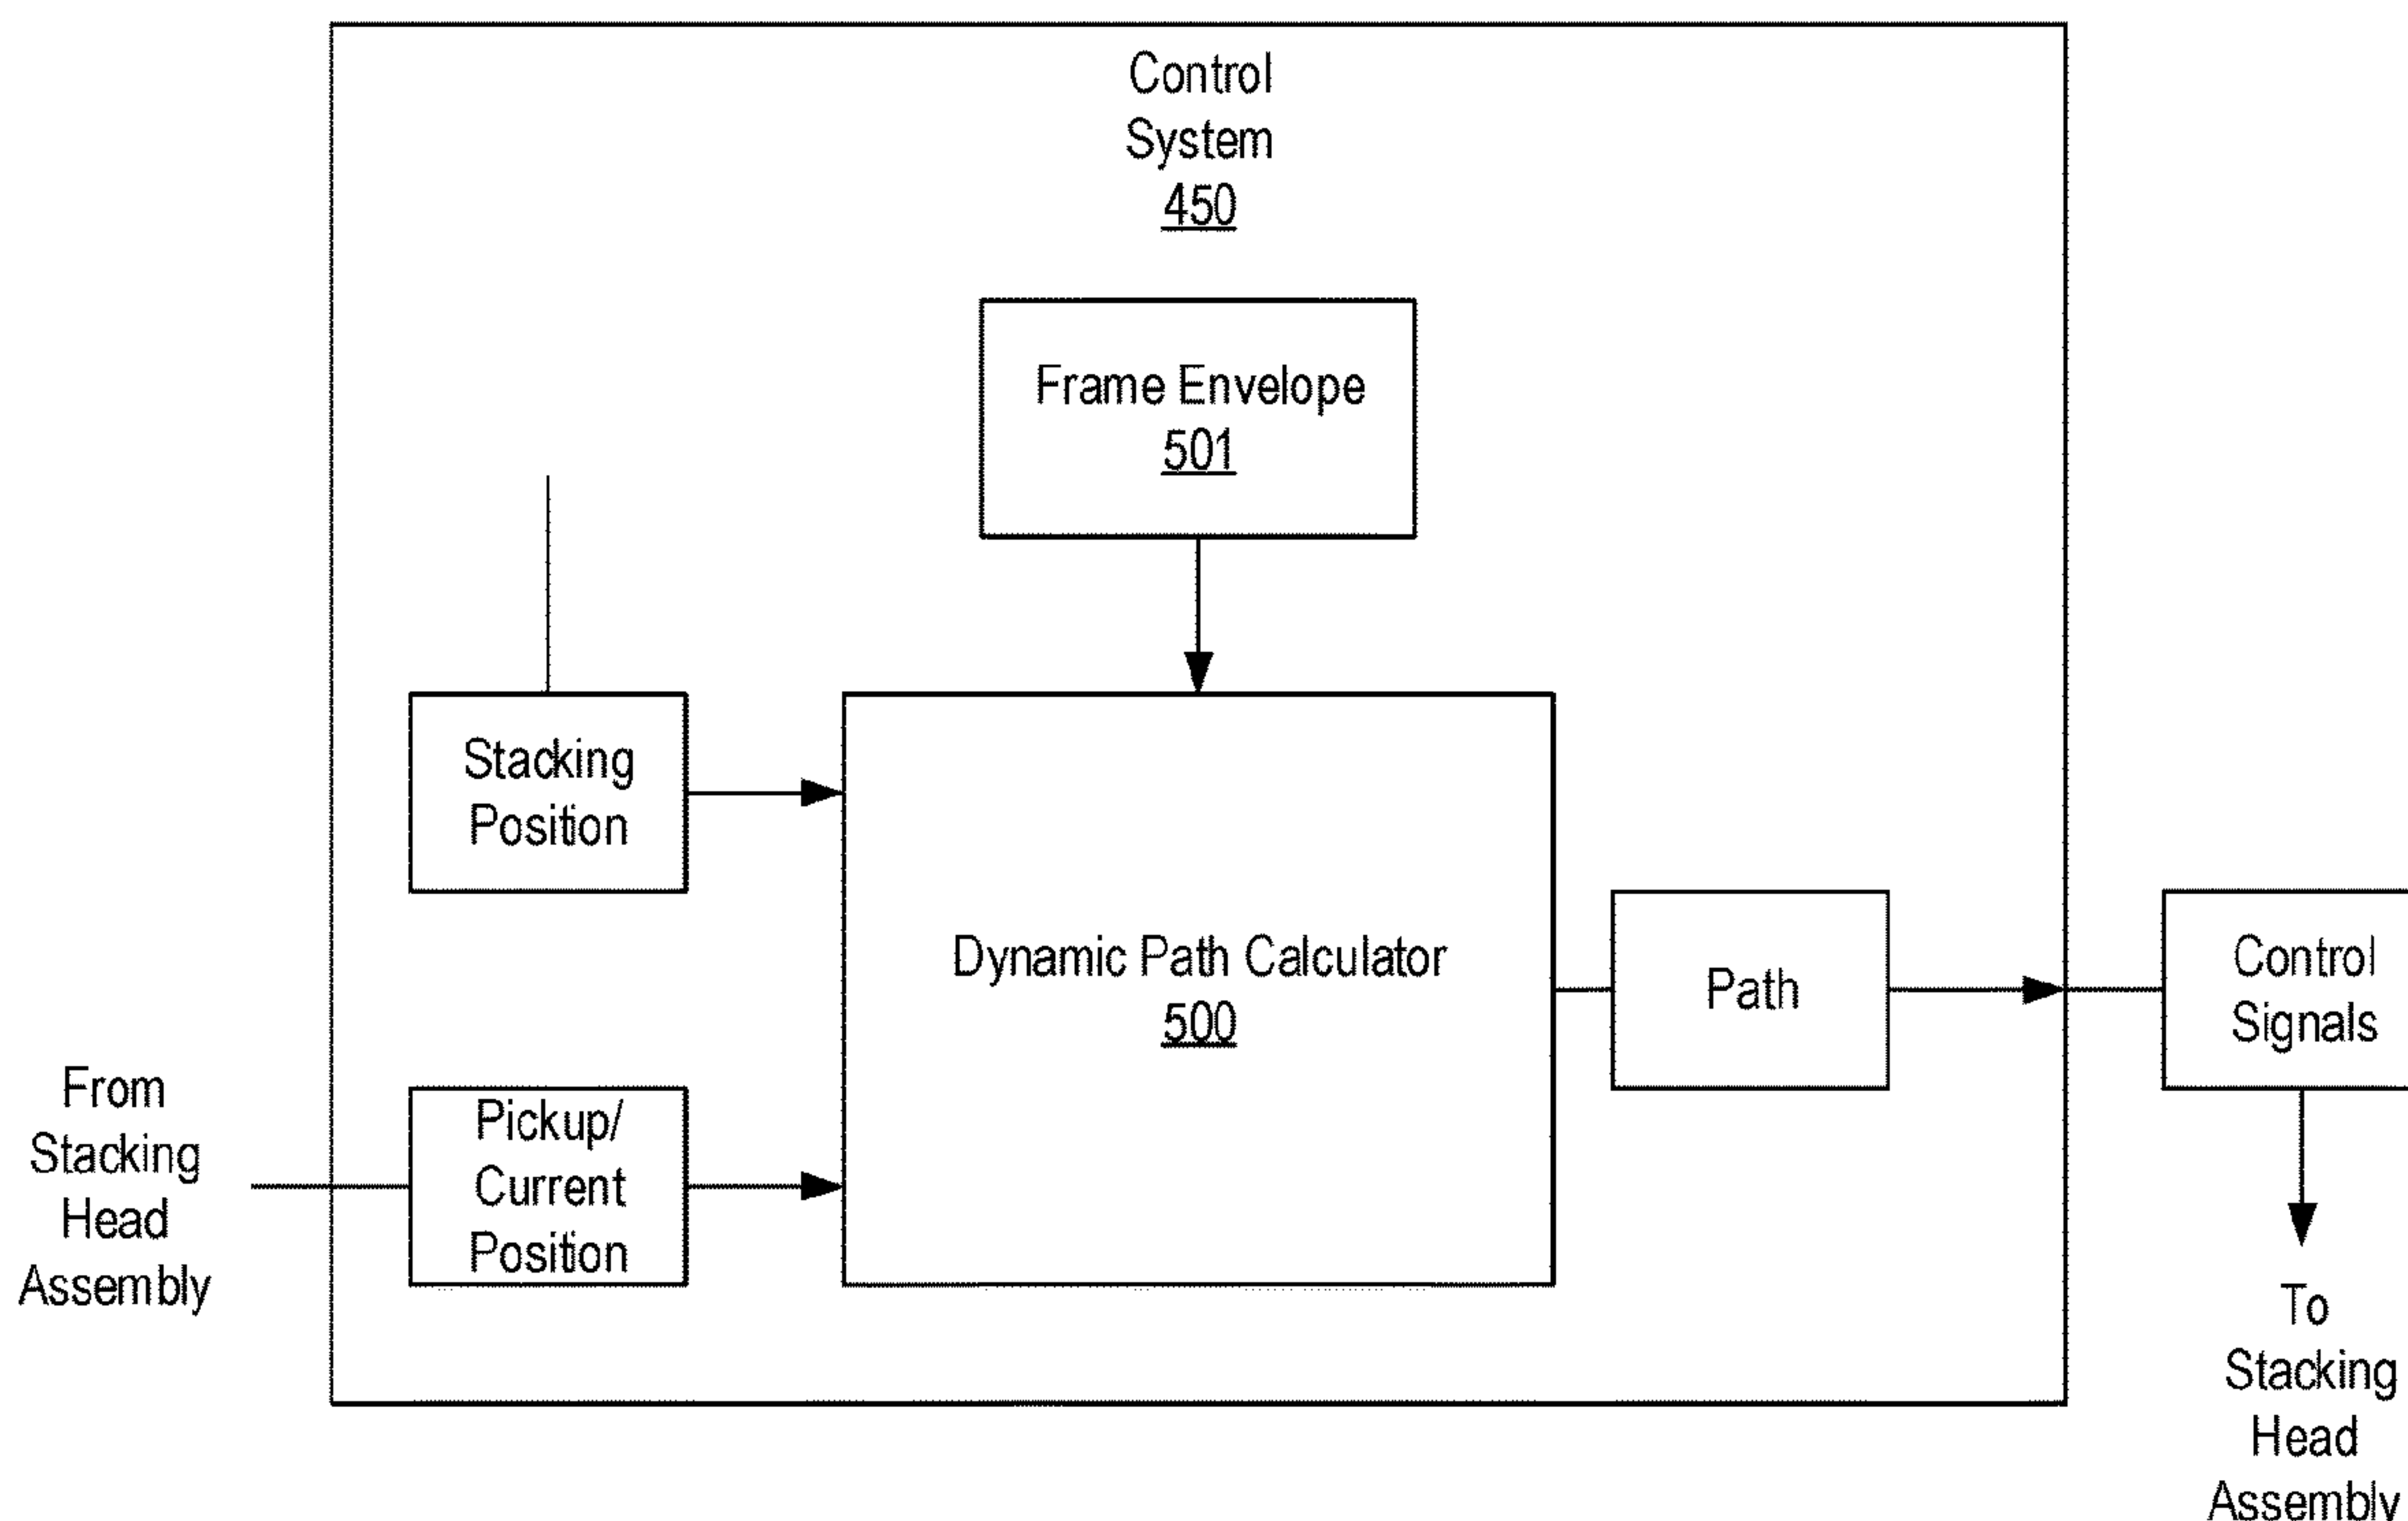 Control
System
450
Frame Envelope
501
Stacking
Position
Dynamic Path Calculator
500
Path
Control
Signals
From
Stacking
Head
Assembly
Pickup/
Current
Position
To
Stacking
Head
Assembly